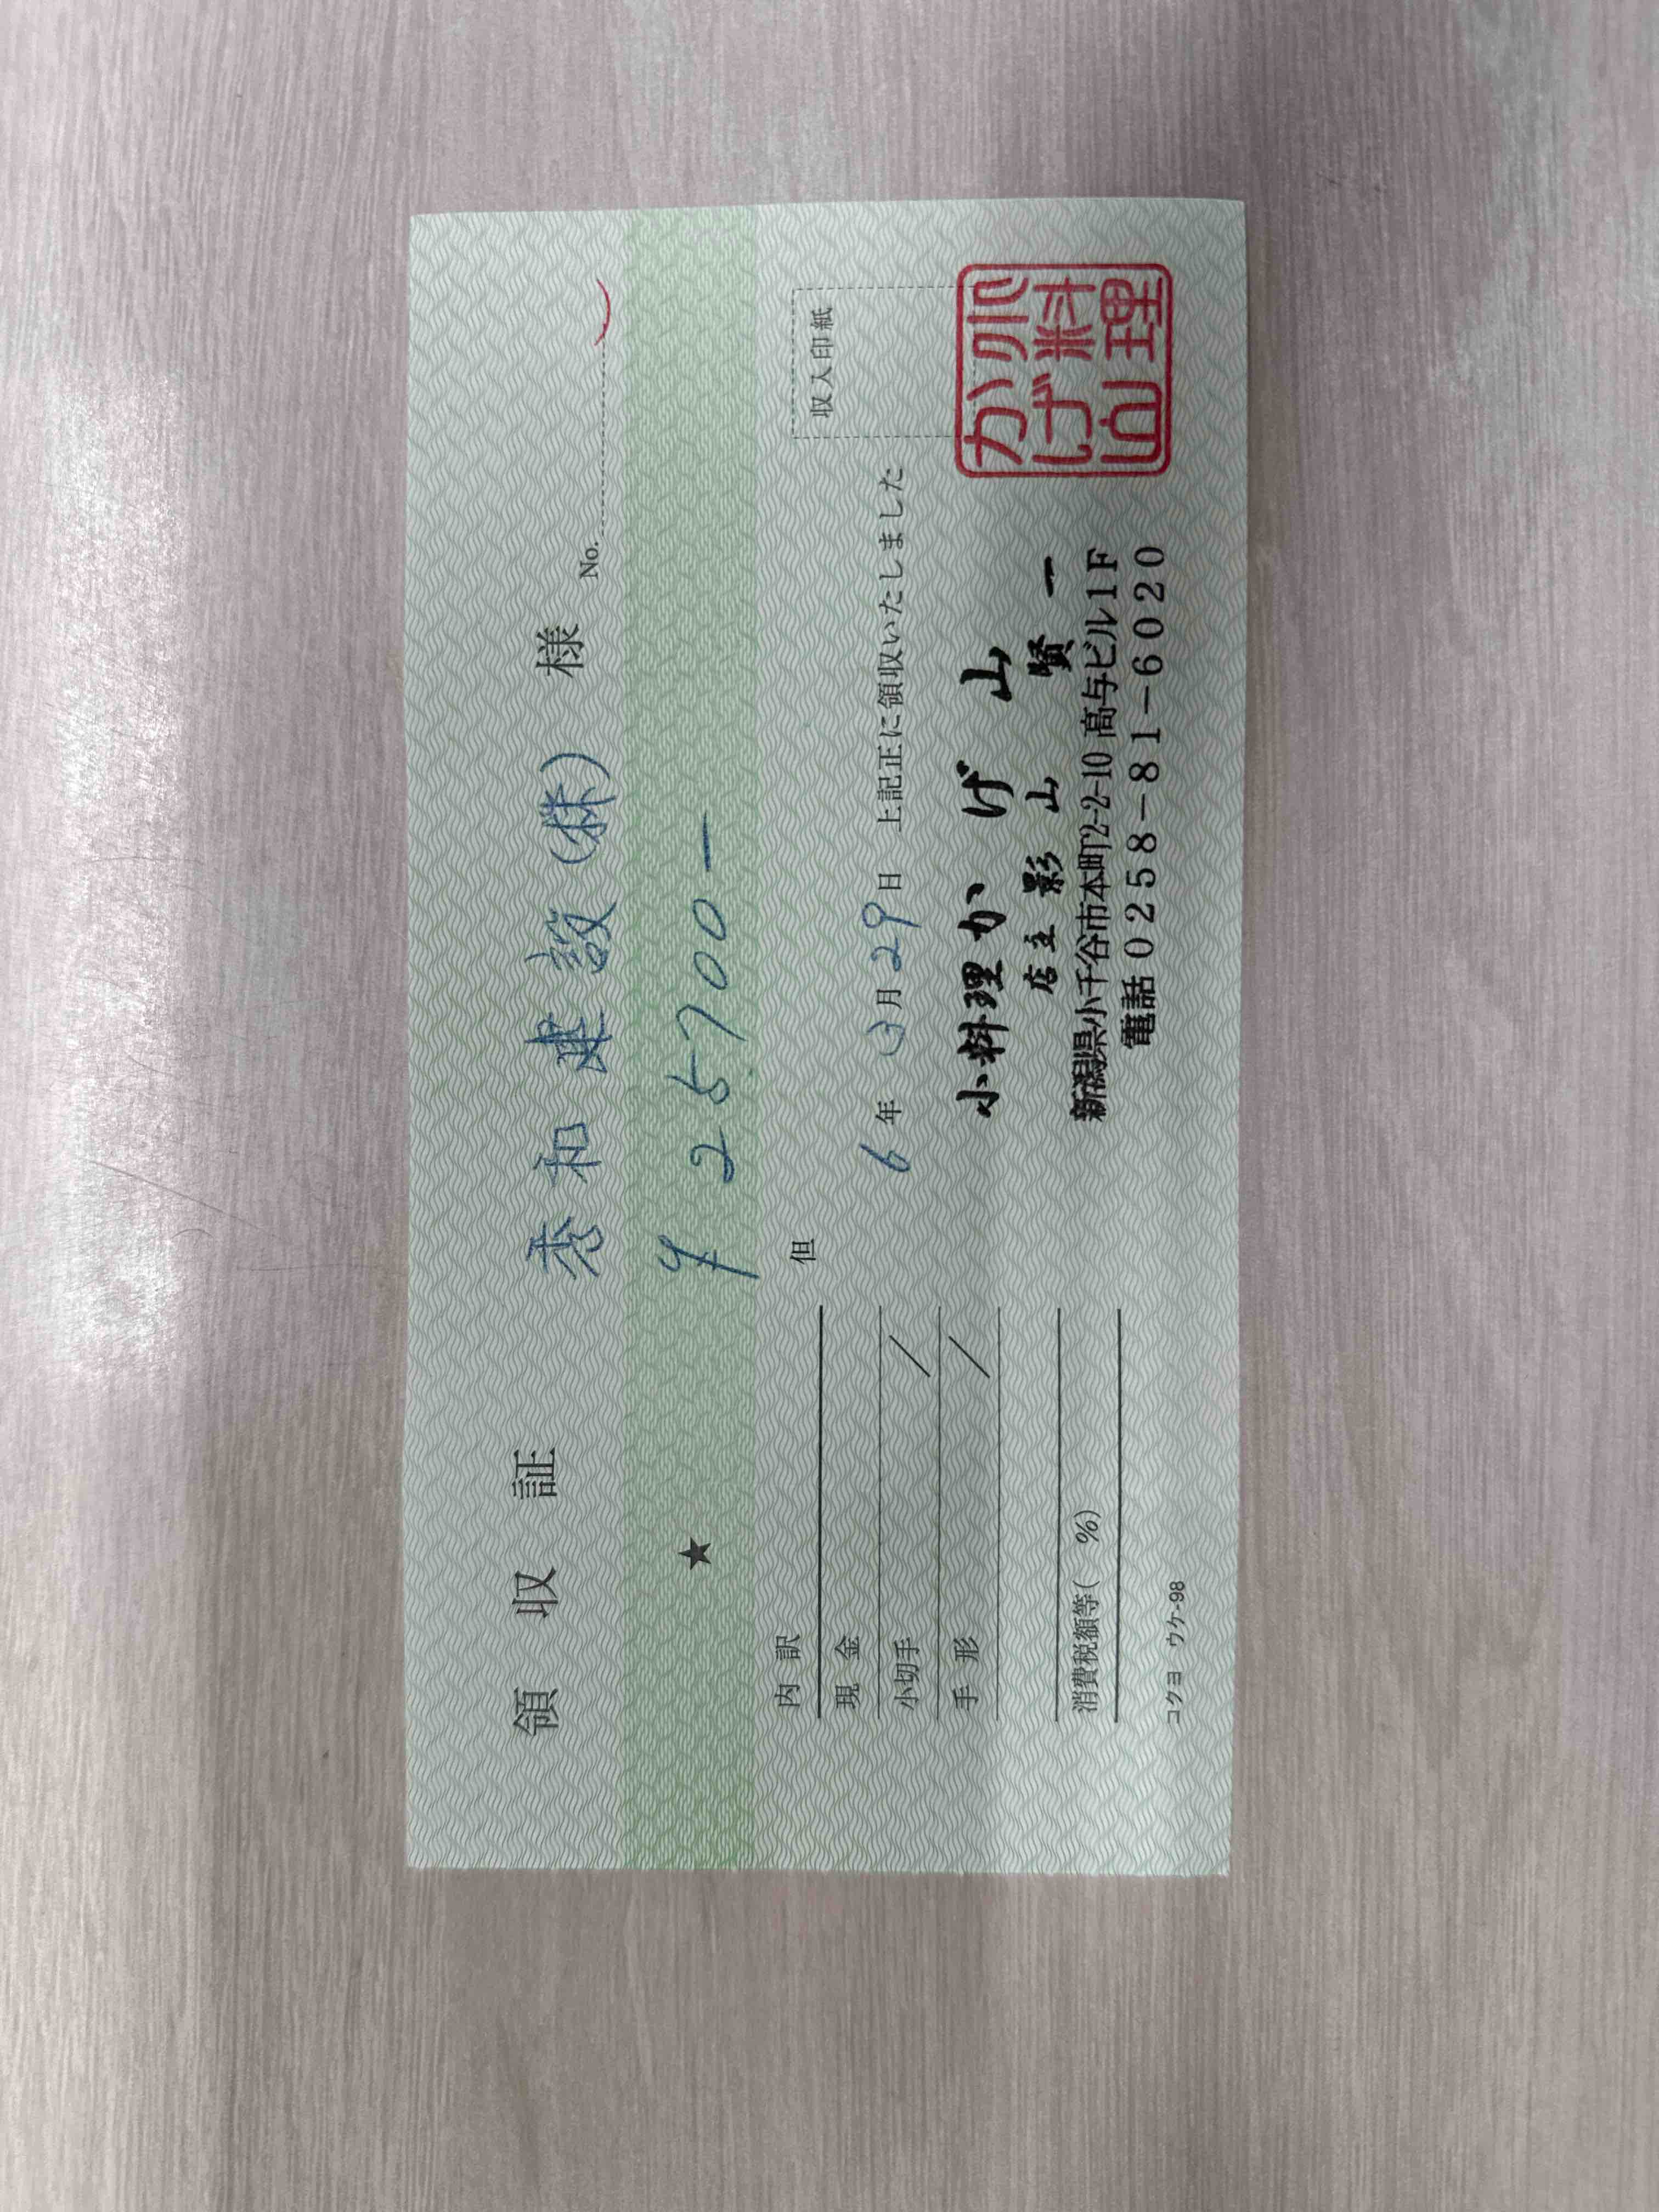 領収証
秀和建設(株) 様
No.
★ ¥25700-
但
内訳
現金
小切手 /
手形 /
消費税額等( %)
コクヨ ウケ-98
6年3月29日 上記正に領収いたしました
収入印紙
小料理かげ山
店主 影山賢一
新潟県小千谷市本町2-2-10 高与ビル1F
電話0258-81-6020
小料理
かげ山